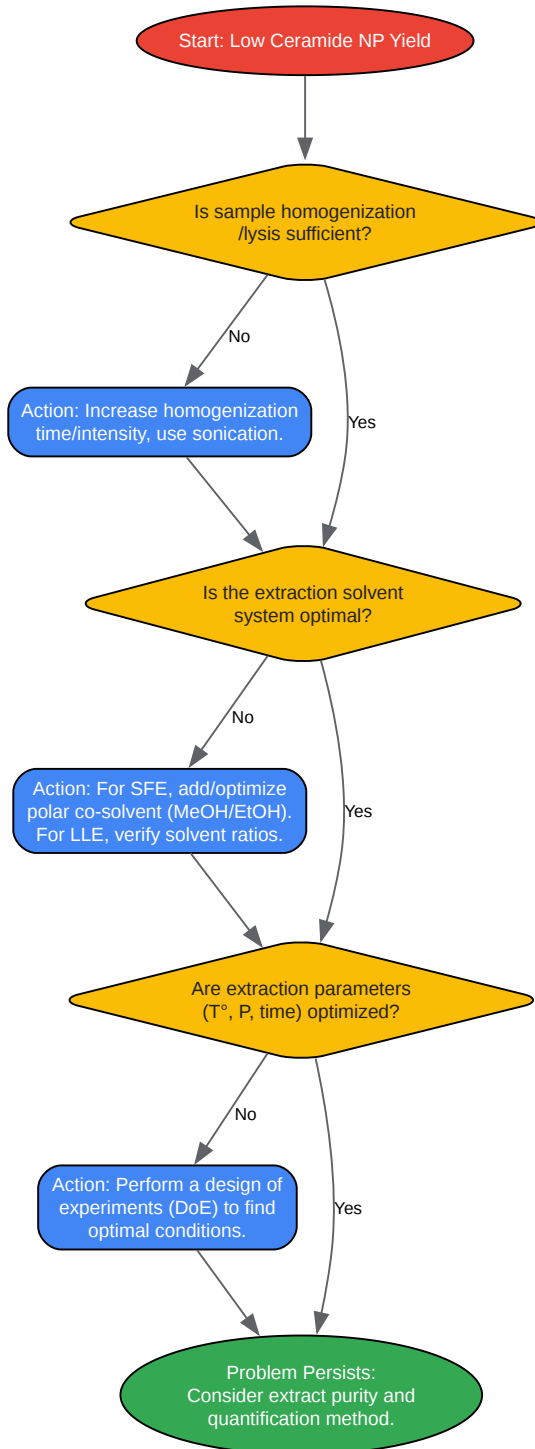 Start: Low Ceramide NP Yield
Is sample homogenization
/lysis sufficient?
No
Action: Increase homogenization
time/intensity, use sonication.
Yes
Is the extraction solvent
system optimal?
No
Action: For SFE, add/optimize
polar co-solvent (MeOH/EtOH).
For LLE, verify solvent ratios.
Yes
Are extraction parameters
(T°, P, time) optimized?
No
Action: Perform a design of
experiments (DoE) to find
optimal conditions.
Yes
Problem Persists:
Consider extract purity and
quantification method.